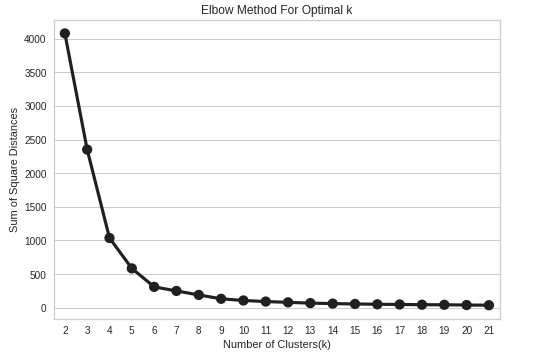 Elbow Method For Optimal k
Sum of Square Distances
4000
3500
3000
2500
2000
1500
1000
500
0
2 3 4 5 6 7 8 9 10 11 12 13 14 15 16 17 18 19 20 21
Number of Clusters(k)